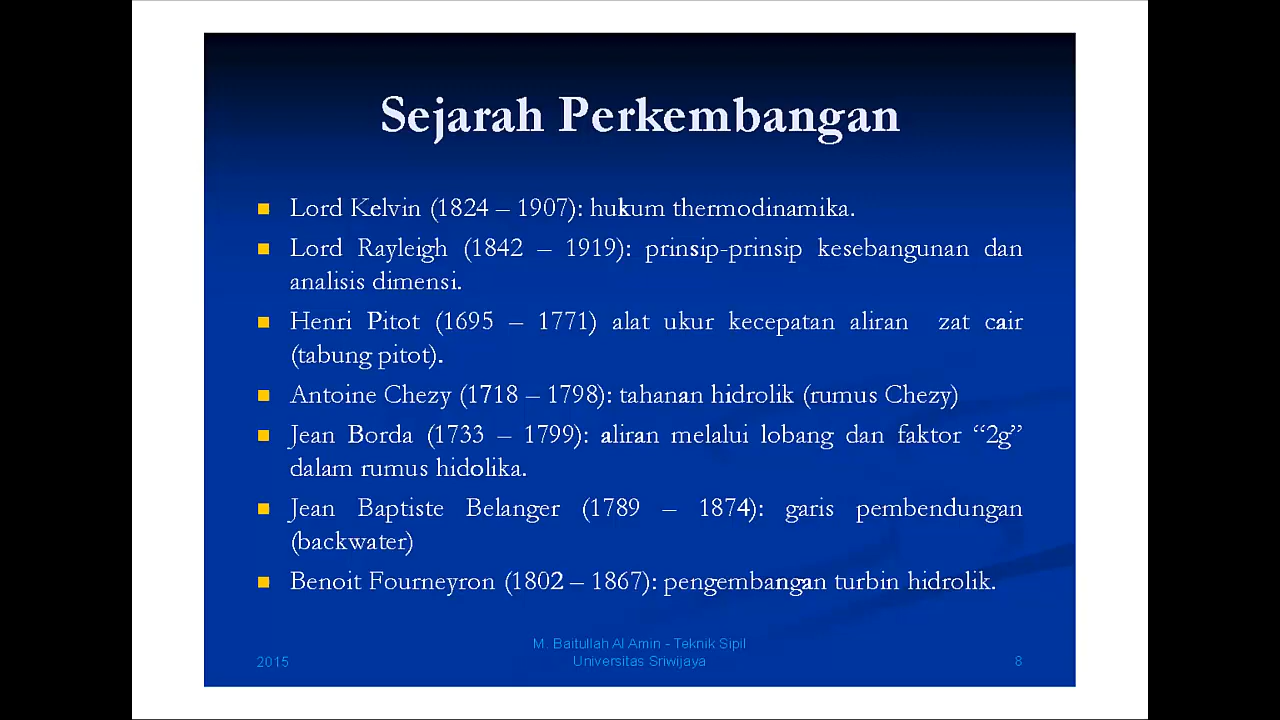 Sejarah Perkembangan
Lord Kelvin (1824 – 1907): hukum thermodinamika.
Lord Rayleigh (1842 – 1919): prinsip-prinsip kesebangunan dan
analisis dimensi.
Henri Pitot (1695 – 1771) alat ukur kecepatan aliran zat cair
(tabung pitot).
Antoine Chezy (1718 – 1798): tahanan hidrolik (rumus Chezy)
Jean Borda (1733 – 1799): aliran melalui lobang dan faktor “2g”
dalam rumus hidolika.
Jean Baptiste Belanger (1789 – 1874): garis pembendungan
(backwater)
Benoit Fourneyron (1802 – 1867): pengembangan turbin hidrolik.
M. Baitullah Al Amin - Teknik Sipil
2015 Universitas Sriwijaya 8